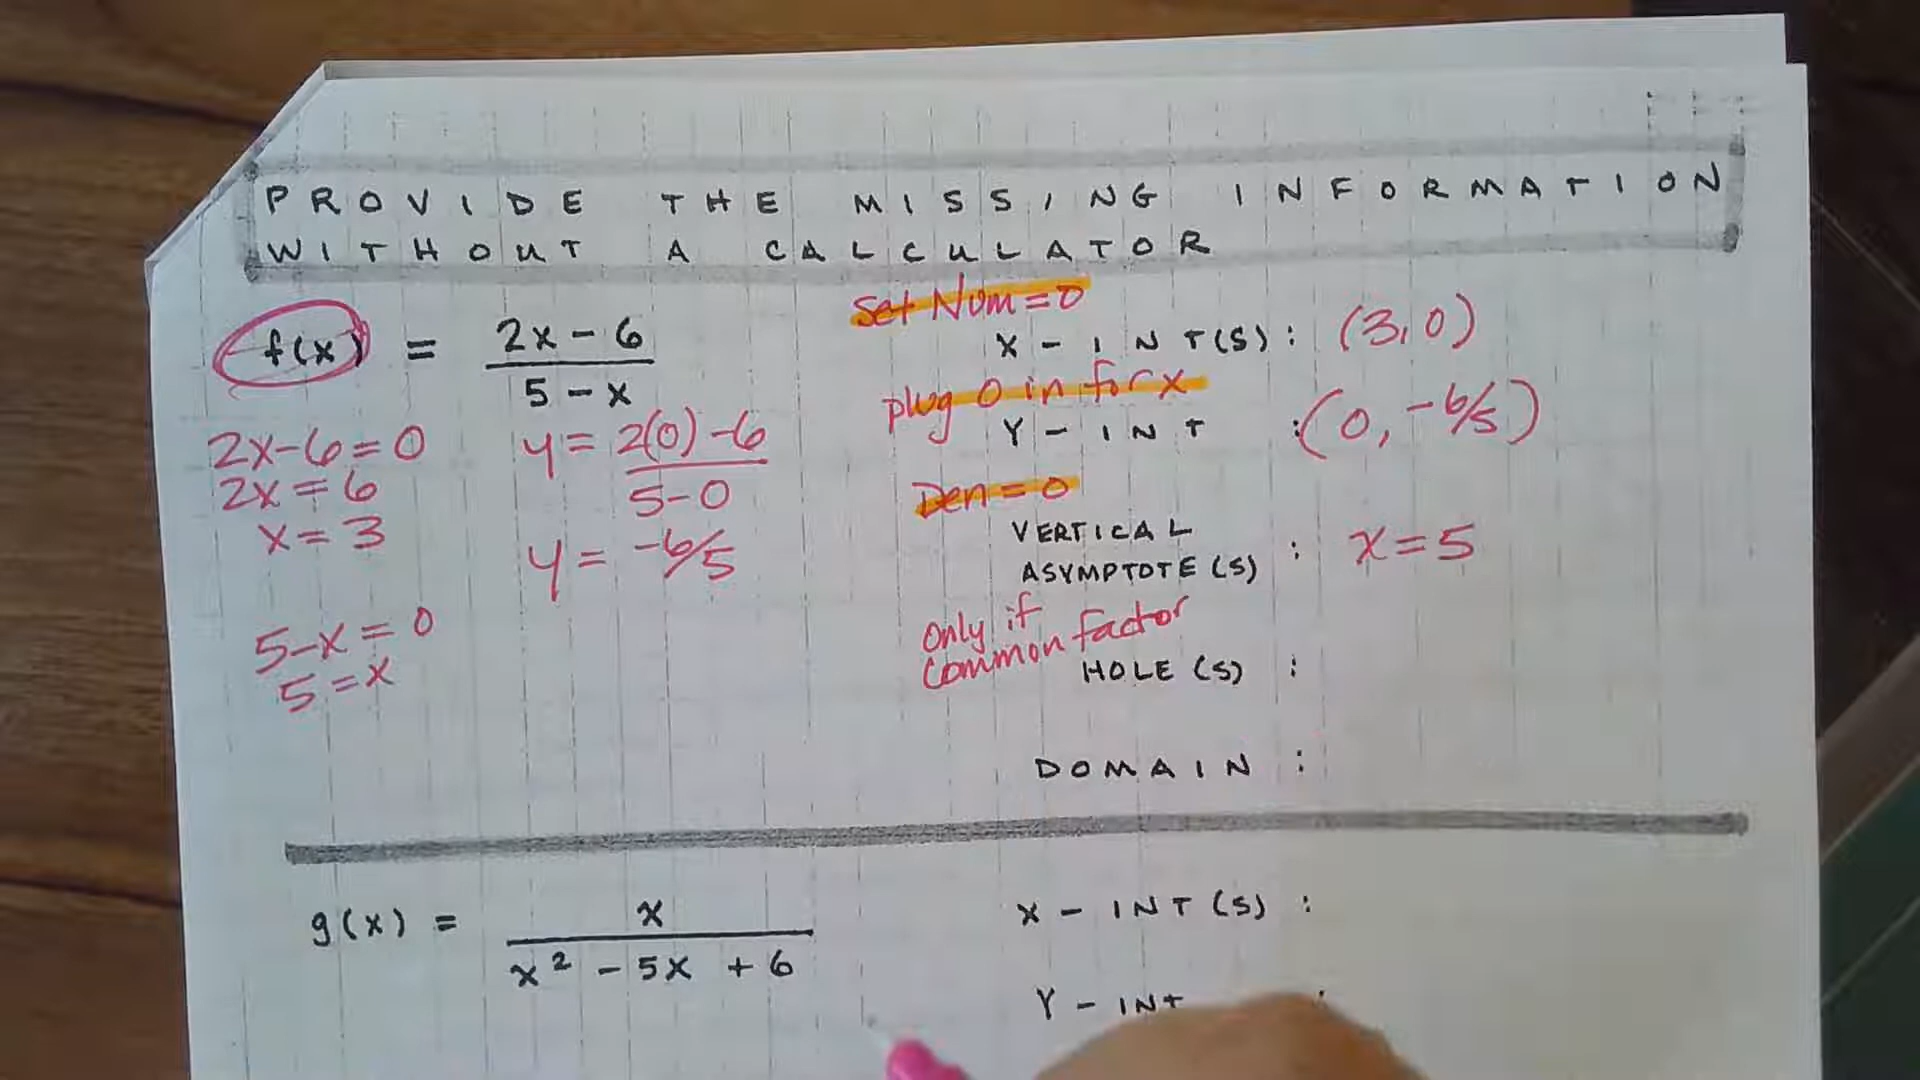 PROVIDE THE MISSING INFORMATION
WITHOUT A CALCULATOR
f(x) = (2x - 6)/(5 - x)
2x-6=0
2x=6
x=3
y = (2(0)-6)/(5-0)
y = -6/5
5-x=0
5=x
Set Num=0
X-INT(S): (3,0)
plug 0 in for x
Y-INT : (0, -6/5)
Den=0
VERTICAL
ASYMPTOTE(S) : x=5
Only if
common factor
HOLE(S) :
DOMAIN :
g(x) = x/(x² - 5x + 6)
X-INT(S) :
Y-INT :